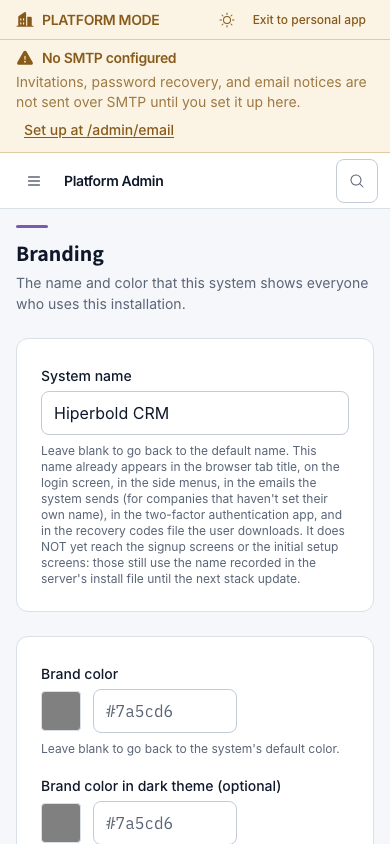 PLATFORM MODE
Exit to personal app
No SMTP configured
Invitations, password recovery, and email notices are
not sent over SMTP until you set it up here.
Set up at /admin/email
Platform Admin
Branding
The name and color that this system shows everyone
who uses this installation.
System name
Hiperbold CRM
Leave blank to go back to the default name. This
name already appears in the browser tab title, on the
login screen, in the side menus, in the emails the
system sends (for companies that haven't set their
own name), in the two-factor authentication app, and
in the recovery codes file the user downloads. It does
NOT yet reach the signup screens or the initial setup
screens: those still use the name recorded in the
server's install file until the next stack update.
Brand color
#7a5cd6
Leave blank to go back to the system's default color.
Brand color in dark theme (optional)
#7a5cd6